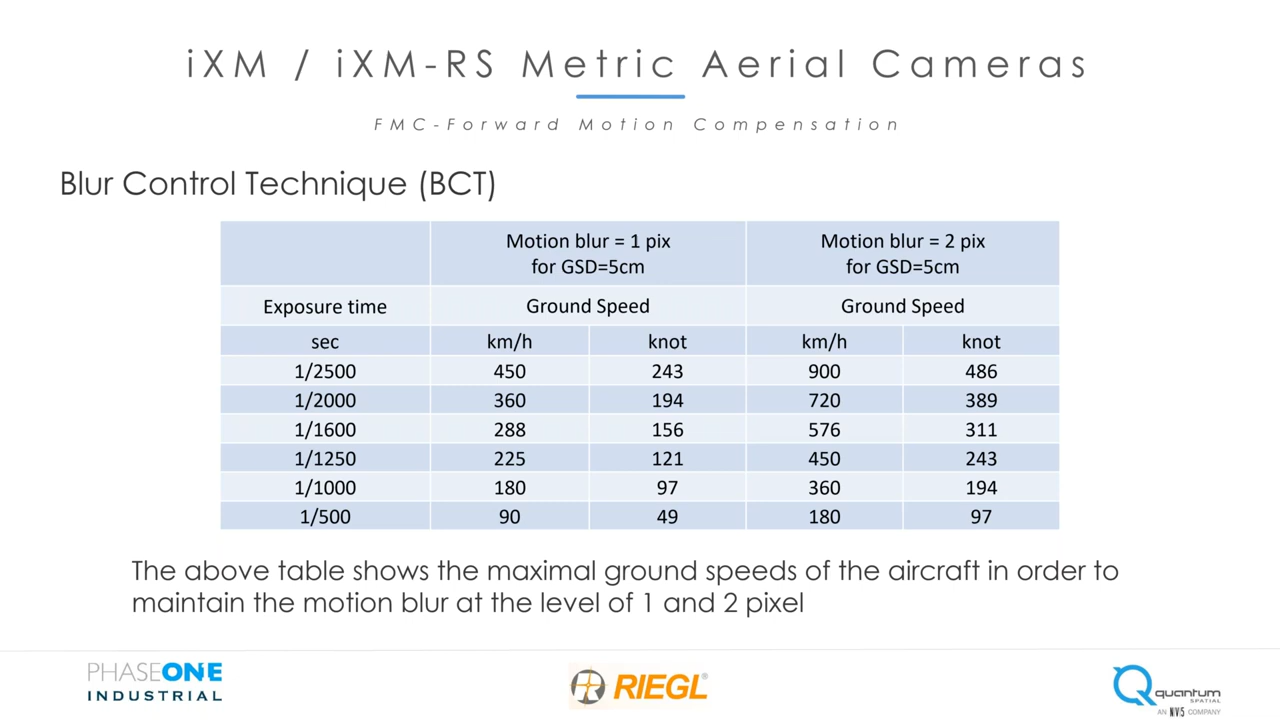 iXM / iXM-RS Metric Aerial Cameras
FMC-Forward Motion Compensation
Blur Control Technique (BCT)
Motion blur = 1 pix for GSD=5cm Motion blur = 2 pix for GSD=5cm
Exposure time Ground Speed Ground Speed
sec km/h knot km/h knot
1/2500 450 243 900 486
1/2000 360 194 720 389
1/1600 288 156 576 311
1/1250 225 121 450 243
1/1000 180 97 360 194
1/500 90 49 180 97
The above table shows the maximal ground speeds of the aircraft in order to
maintain the motion blur at the level of 1 and 2 pixel
PHASEONE
INDUSTRIAL
RIEGL®
quantum
SPATIAL
AN NV5 COMPANY